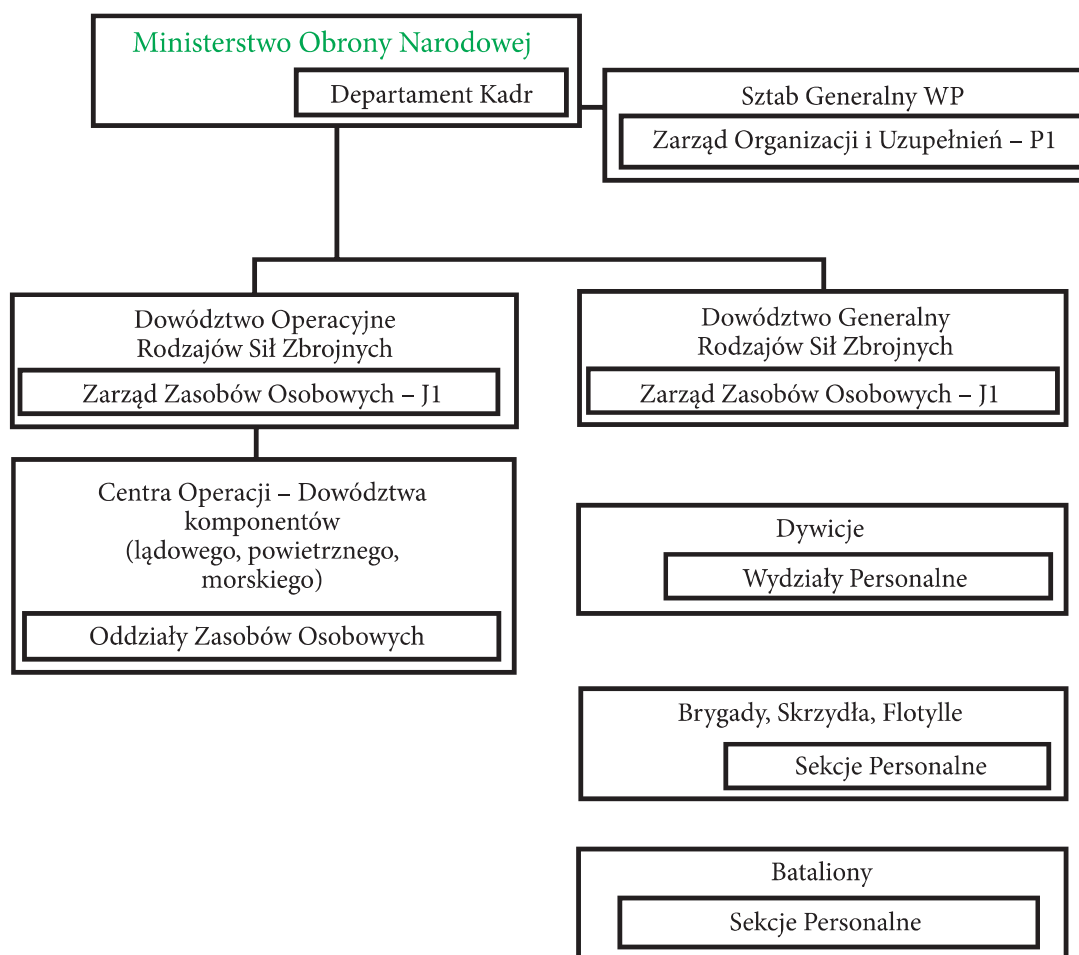 Ministerstwo Obrony Narodowej
Departament Kadr
Sztab Generalny WP
Zarząd Organizacji i Uzupełnień – P1
Dowództwo Operacyjne
Rodzajów Sił Zbrojnych
Zarząd Zasobów Osobowych – J1
Dowództwo Generalny
Rodzajów Sił Zbrojnych
Zarząd Zasobów Osobowych – J1
Centra Operacji – Dowództwa
komponentów
(lądowego, powietrznego,
morskiego)
Oddziały Zasobów Osobowych
Dywicje
Wydziały Personalne
Brygady, Skrzydła, Flotylle
Sekcje Personalne
Bataliony
Sekcje Personalne